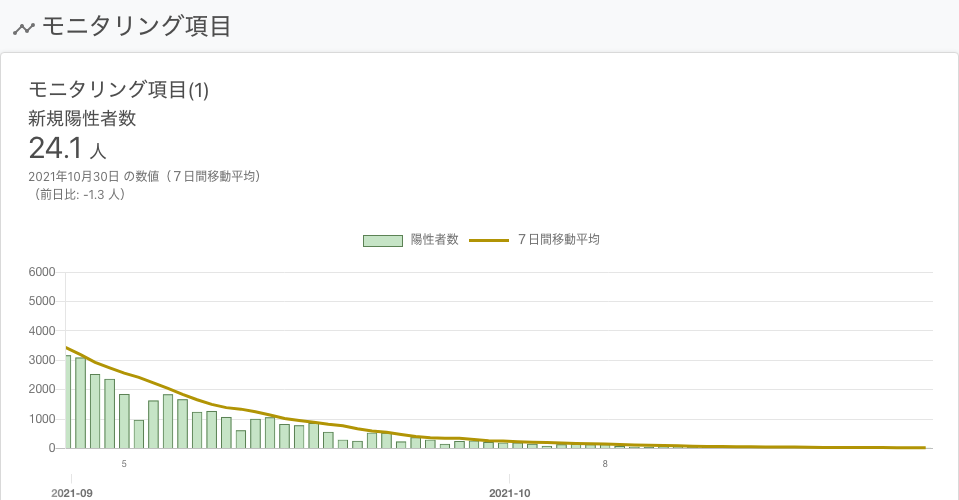 モニタリング項目
モニタリング項目(1)
新規陽性者数
24.1 人
2021年10月30日 の数値（７日間移動平均）
（前日比: -1.3 人）
陽性者数 ７日間移動平均
6000
5000
4000
3000
2000
1000
0
5 8
2021-09 2021-10